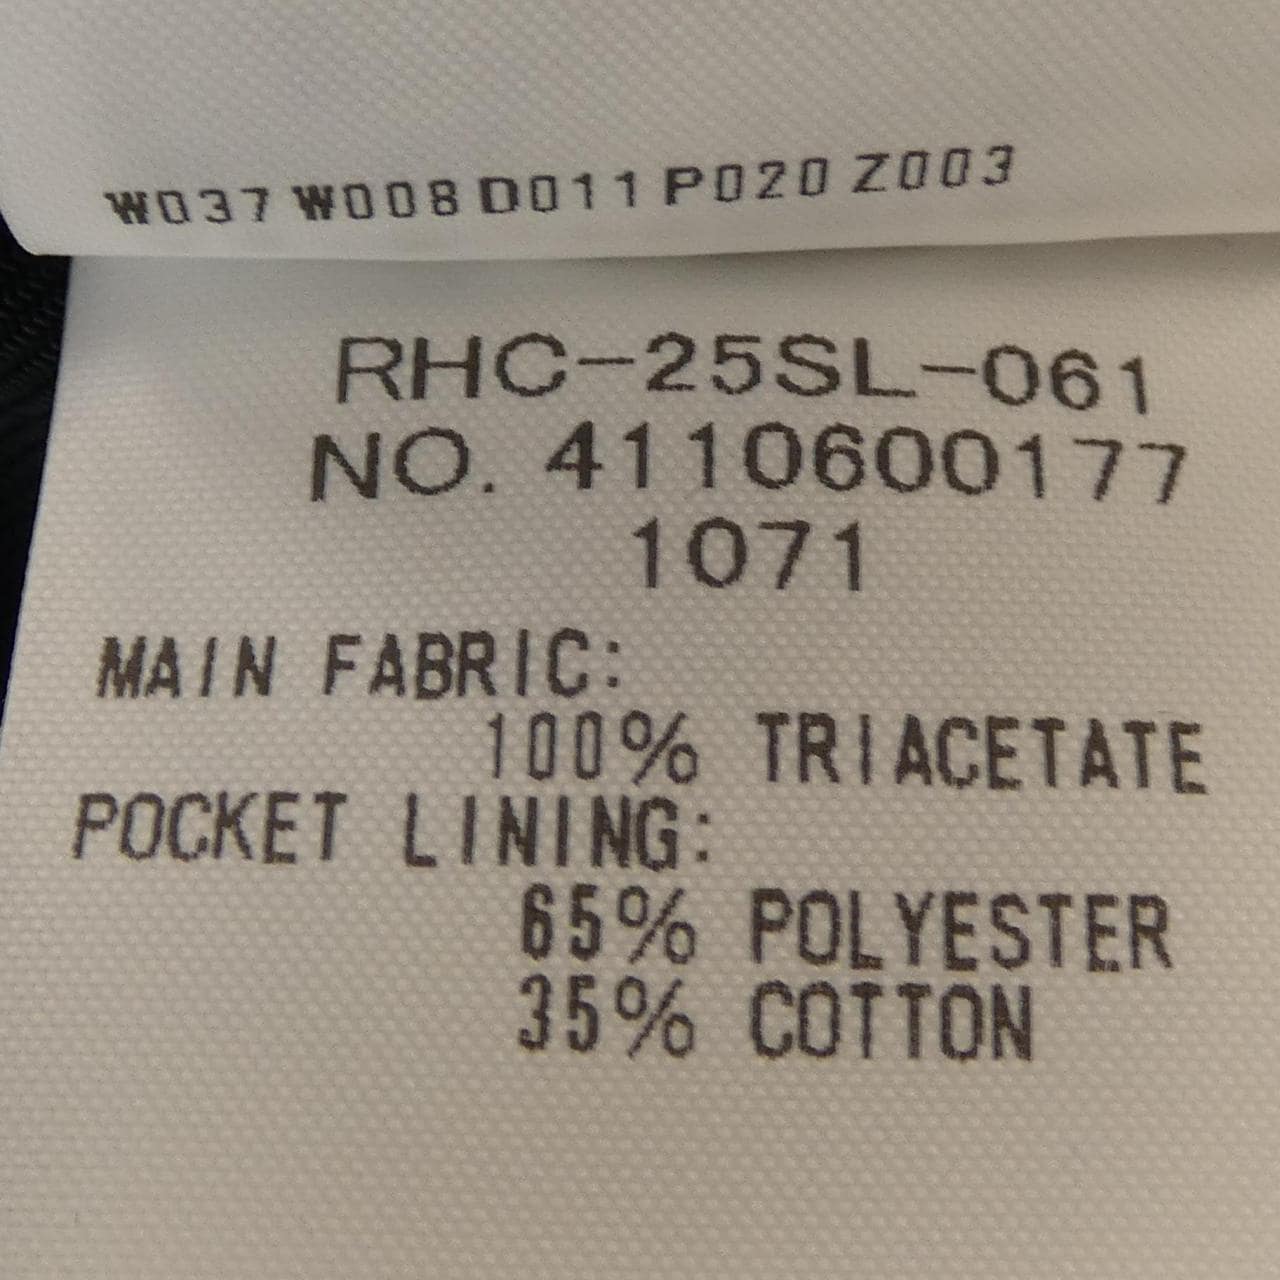 W037 W008 D011 P020 Z003
RHC-25SL-061
NO. 4110600177
1071
MAIN FABRIC:
100% TRIACETATE
POCKET LINING:
65% POLYESTER
35% COTTON